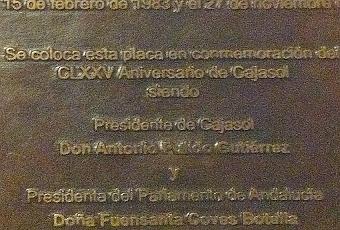 15 de febrero de 1983 y el 27 de noviembre
Se coloca esta placa en conmemoración del
CLXXV Aniversario de Cajasol
siendo
Presidente de Cajasol
Don Antonio Pulido Gutiérrez
y
Presidenta del Parlamento de Andalucía
Doña Fuensanta Coves Botella